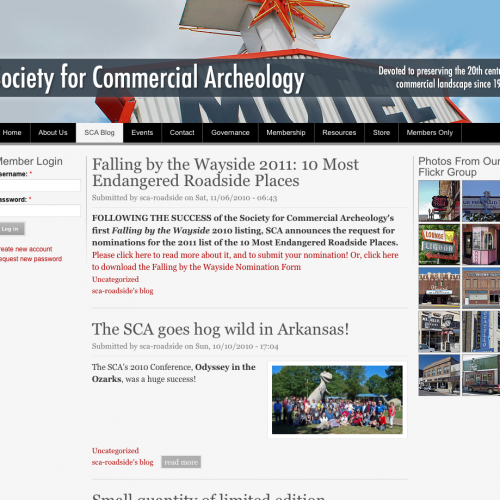 MOTEL
ociety for Commercial Archeology
Devoted to preserving the 20th cent
commercial landscape since 19
Home
About Us
SCA Blog
Events
Contact
Governance
Membership
Resources
Store
Members Only
Member Login
sername: *
assword: *
Log in
reate new account
equest new password
Falling by the Wayside 2011: 10 Most
Endangered Roadside Places
Submitted by sca-roadside on Sat, 11/06/2010 - 06:43
FOLLOWING THE SUCCESS of the Society for Commercial Archeology's
first Falling by the Wayside 2010 listing, SCA announces the request for
nominations for the 2011 list of the 10 Most Endangered Roadside Places.
Please click here to read more about it, and to submit your nomination! Or, click here
to download the Falling by the Wayside Nomination Form
Uncategorized
sca-roadside's blog
The SCA goes hog wild in Arkansas!
Submitted by sca-roadside on Sun, 10/10/2010 - 17:04
The SCA's 2010 Conference, Odyssey in the
Ozarks, was a huge success!
Uncategorized
sca-roadside's blog
read more
Small quantity of limited edition
Photos From Our
Flickr Group
LIQUOR